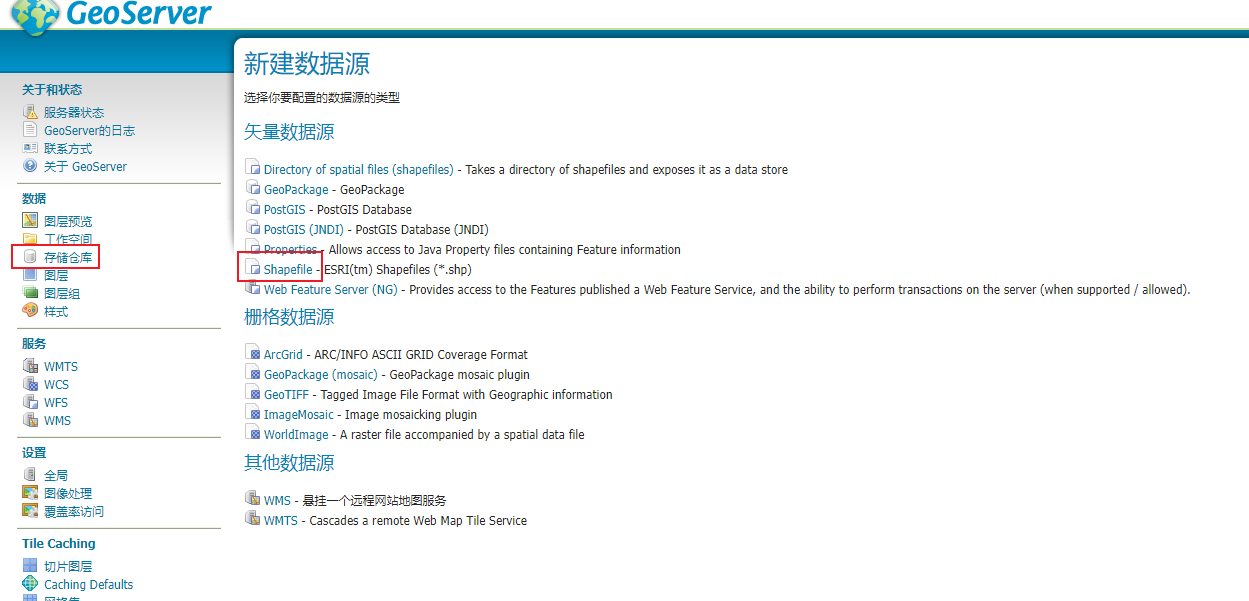 GeoServer
关于和状态
服务器状态
GeoServer的日志
联系方式
关于 GeoServer
数据
图层预览
工作空间
存储仓库
图层
图层组
样式
服务
WMTS
WCS
WFS
WMS
设置
全局
图像处理
覆盖率访问
Tile Caching
切片图层
Caching Defaults
新建数据源
选择你要配置的数据源的类型
矢量数据源
Directory of spatial files (shapefiles) - Takes a directory of shapefiles and exposes it as a data store
GeoPackage - GeoPackage
PostGIS - PostGIS Database
PostGIS (JNDI) - PostGIS Database (JNDI)
Properties - Allows access to Java Property files containing Feature information
Shapefile - ESRI(tm) Shapefiles (*.shp)
Web Feature Server (NG) - Provides access to the Features published a Web Feature Service, and the ability to perform transactions on the server (when supported / allowed).
栅格数据源
ArcGrid - ARC/INFO ASCII GRID Coverage Format
GeoPackage (mosaic) - GeoPackage mosaic plugin
GeoTIFF - Tagged Image File Format with Geographic information
ImageMosaic - Image mosaicking plugin
WorldImage - A raster file accompanied by a spatial data file
其他数据源
WMS - 悬挂一个远程网站地图服务
WMTS - Cascades a remote Web Map Tile Service